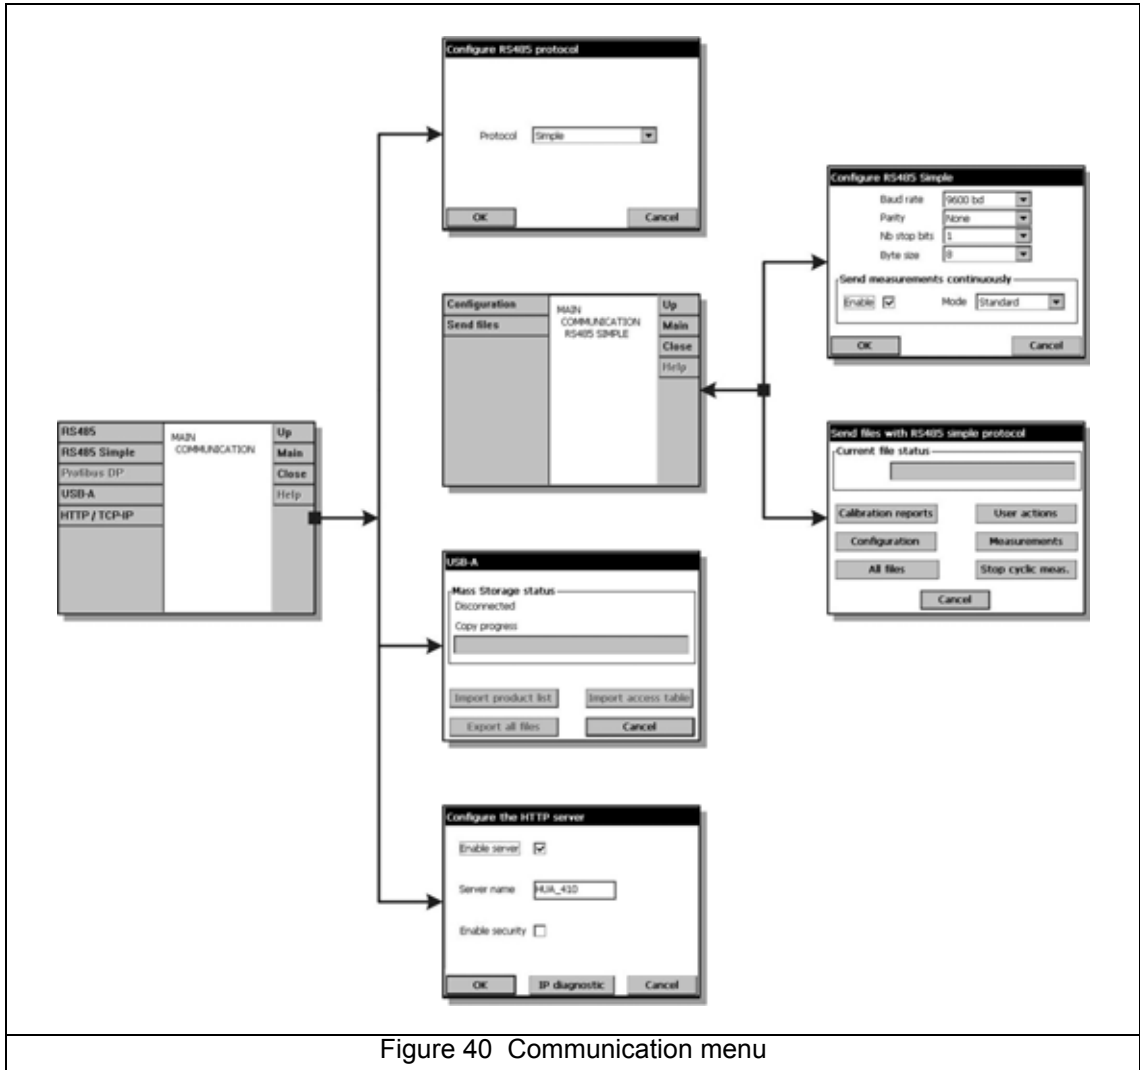 Configure RS485 protocol
Protocol Simple
OK Cancel
Configure RS485 Simple
Baud rate 9600 bd
Parity None
Nb stop bits 1
Byte size 8
Send measurements continuously
Enable Mode Standard
OK Cancel
Configuration
Send files
MAIN
COMMUNICATION
RS485 SIMPLE
Up
Main
Close
Help
RS485
RS485 Simple
Profibus DP
USB-A
HTTP / TCP-IP
MAIN
COMMUNICATION
Up
Main
Close
Help
Send files with RS485 simple protocol
Current file status
Calibration reports User actions
Configuration Measurements
All files Stop cyclic meas.
Cancel
USB-A
Mass Storage status
Disconnected
Copy progress
Import product list Import access table
Export all files Cancel
Configure the HTTP server
Enable server
Server name HUA_410
Enable security
OK IP diagnostic Cancel
Figure 40 Communication menu